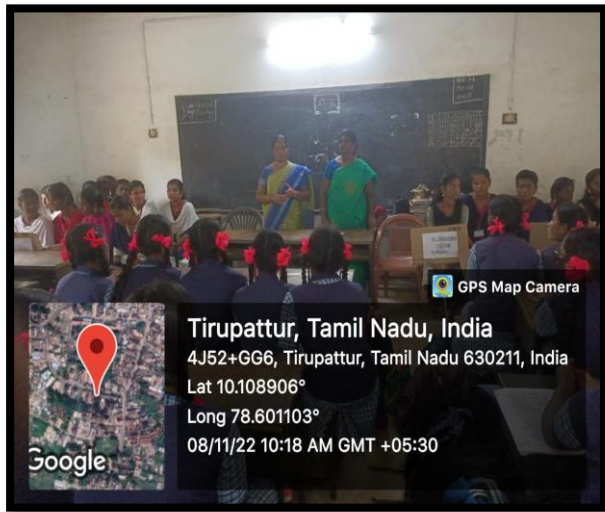 GPS Map Camera
Tirupattur, Tamil Nadu, India
4J52+GG6, Tirupattur, Tamil Nadu 630211, India
Lat 10.108906°
Long 78.601103°
08/11/22 10:18 AM GMT +05:30
Google